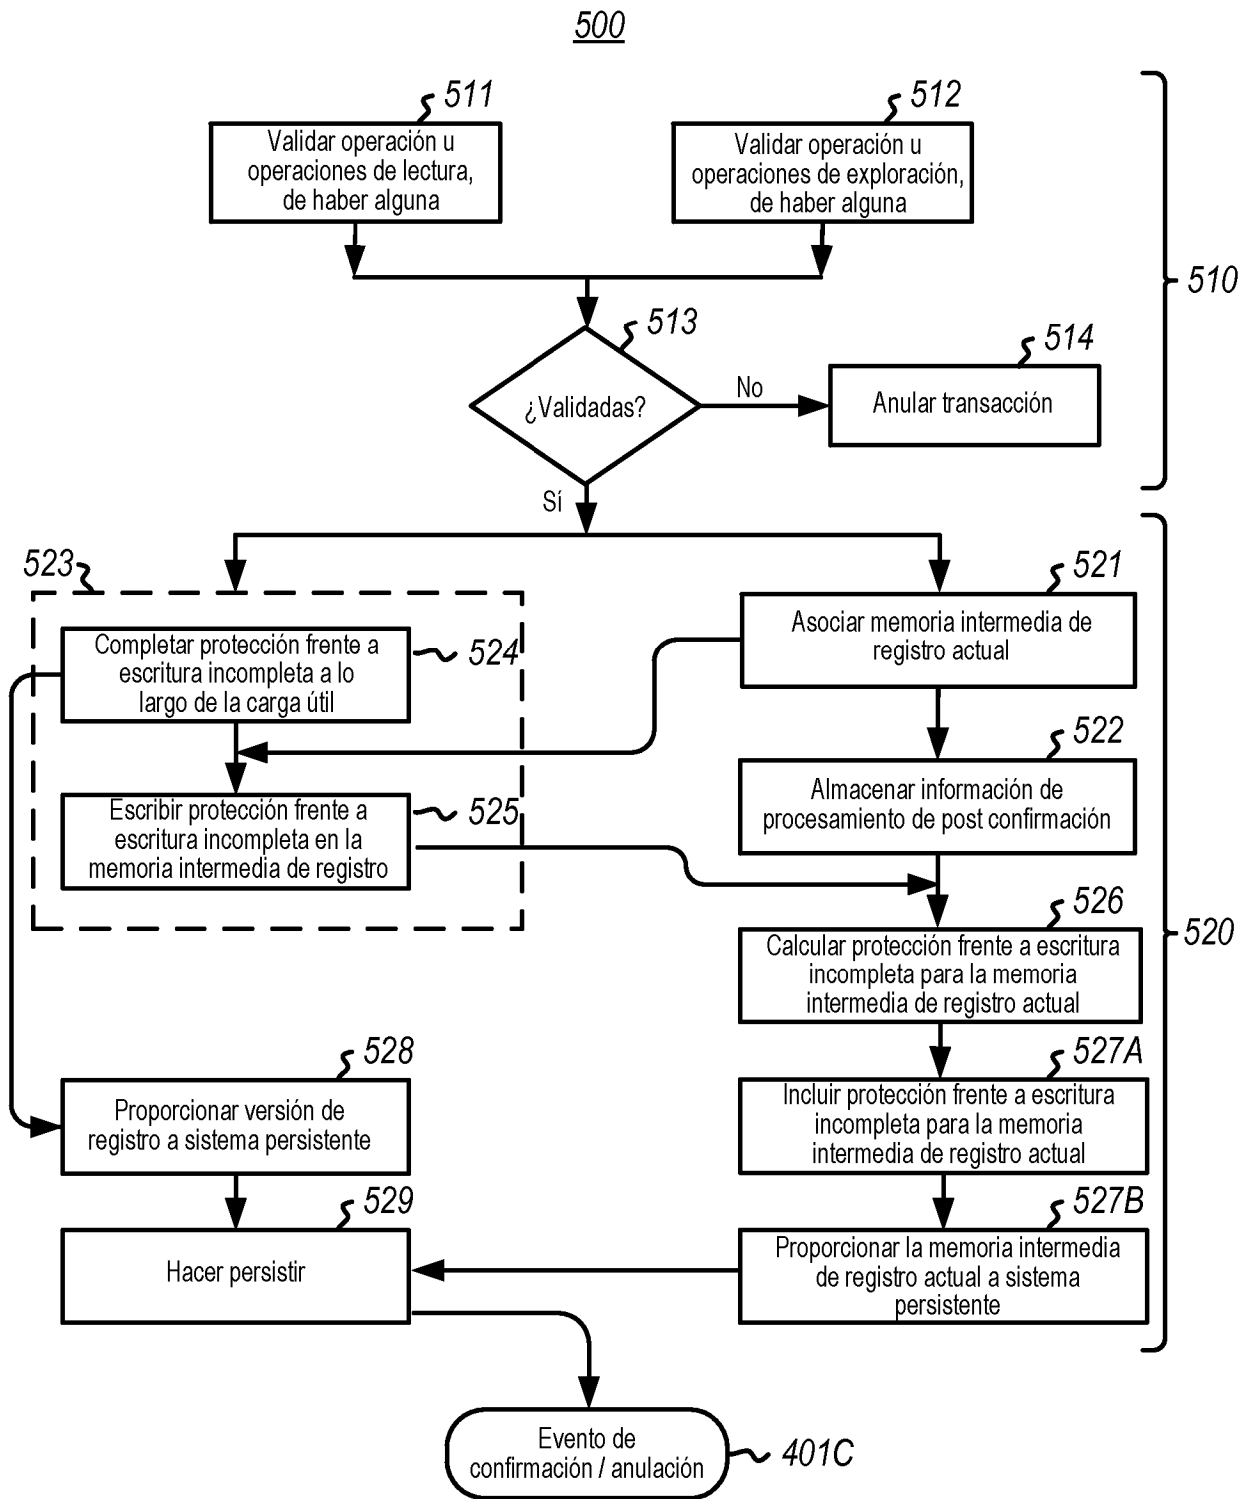 500
511
Validar operación u
operaciones de lectura,
de haber alguna
512
Validar operación u
operaciones de exploración,
de haber alguna
510
513
¿Validadas?
No
514
Anular transacción
Sí
523
Completar protección frente a
escritura incompleta a lo
largo de la carga útil
524
521
Asociar memoria intermedia de
registro actual
522
Almacenar información de
procesamiento de post confirmación
Escribir protección frente a
escritura incompleta en la
memoria intermedia de registro
525
526
Calcular protección frente a escritura
incompleta para la memoria
intermedia de registro actual
520
528
Proporcionar versión de
registro a sistema persistente
527A
Incluir protección frente a escritura
incompleta para la memoria
intermedia de registro actual
529
Hacer persistir
527B
Proporcionar la memoria intermedia
de registro actual a sistema
persistente
Evento de
confirmación / anulación
401C